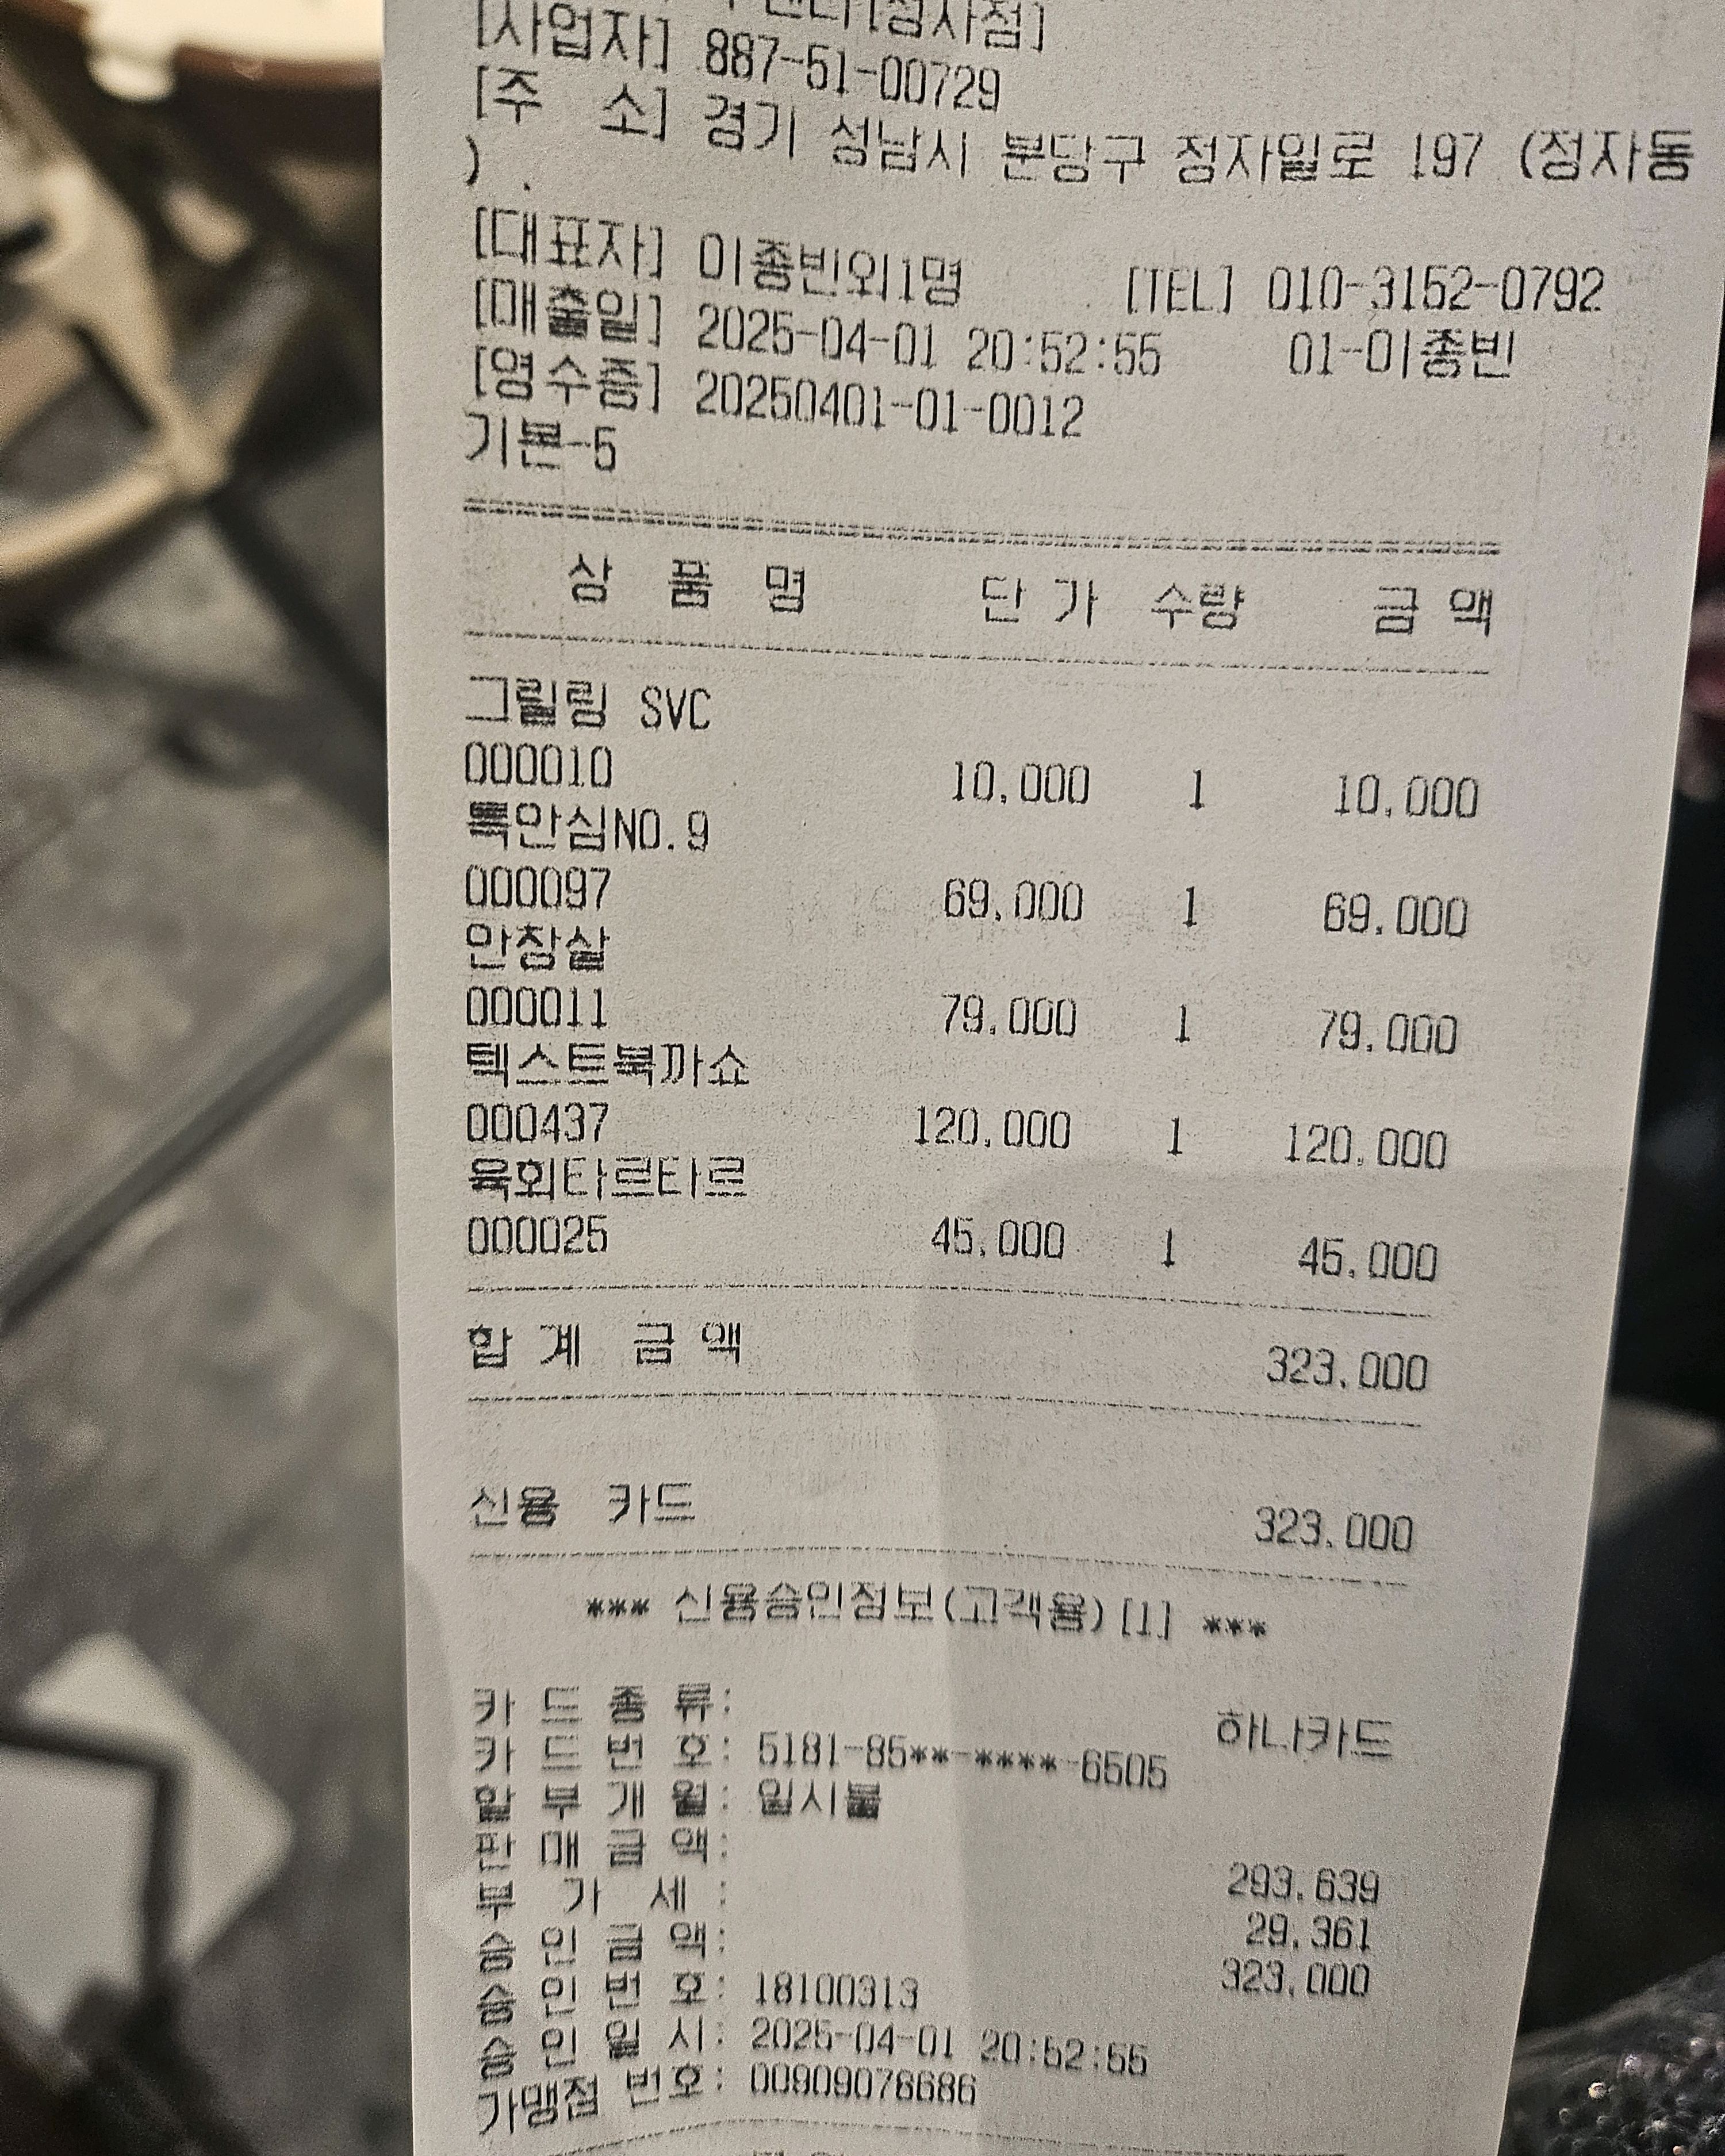 [정자점]
[사업자] 887-51-00729
[주 소] 경기 성남시 분당구 정자일로 197 (정자동
) .
[대표자] 이종빈외1명 [TEL] 010-3152-0792
[매출일] 2025-04-01 20:52:55 01-이종빈
[영수증] 20250401-01-0012
기본-5
상 품 명 단 가 수량 금 액
그릴링 SVC
000010 10,000 1 10,000
특안심NO.9
000097 69,000 1 69,000
안창살
000011 79,000 1 79,000
텍스트북까쇼
000437 120,000 1 120,000
육회타르타르
000025 45,000 1 45,000
합 계 금 액 323,000
신용 카드 323,000
*** 신용승인정보(고객용)[1] ***
카 드 종 류: 하나카드
카 드 번 호: 5181-85**-****-6505
할 부 개 월: 일시불
판 매 금 액: 293,639
부 가 세 : 29,361
승 인 금 액: 323,000
승 인 번 호: 18100313
승 인 일 시: 2025-04-01 20:52:55
가맹점 번호: 00909078686